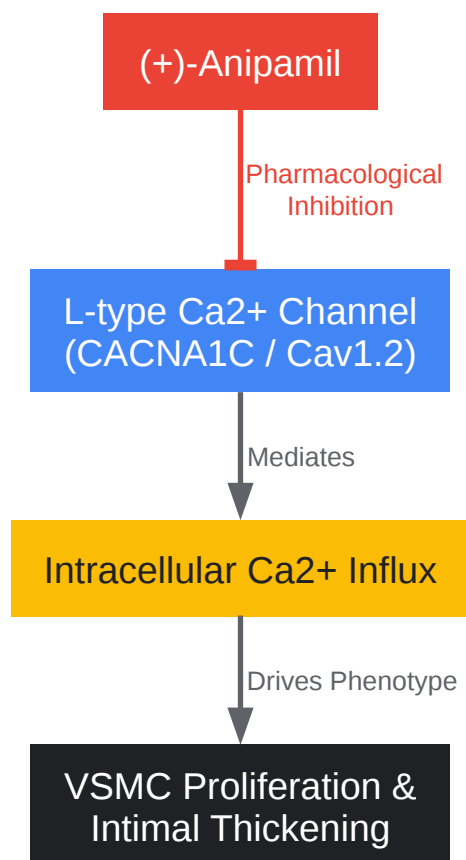 (+)-Anipamil
Pharmacological
Inhibition
L-type Ca2+ Channel
(CACNA1C / Cav1.2)
Mediates
Intracellular Ca2+ Influx
Drives Phenotype
VSMC Proliferation &
Intimal Thickening